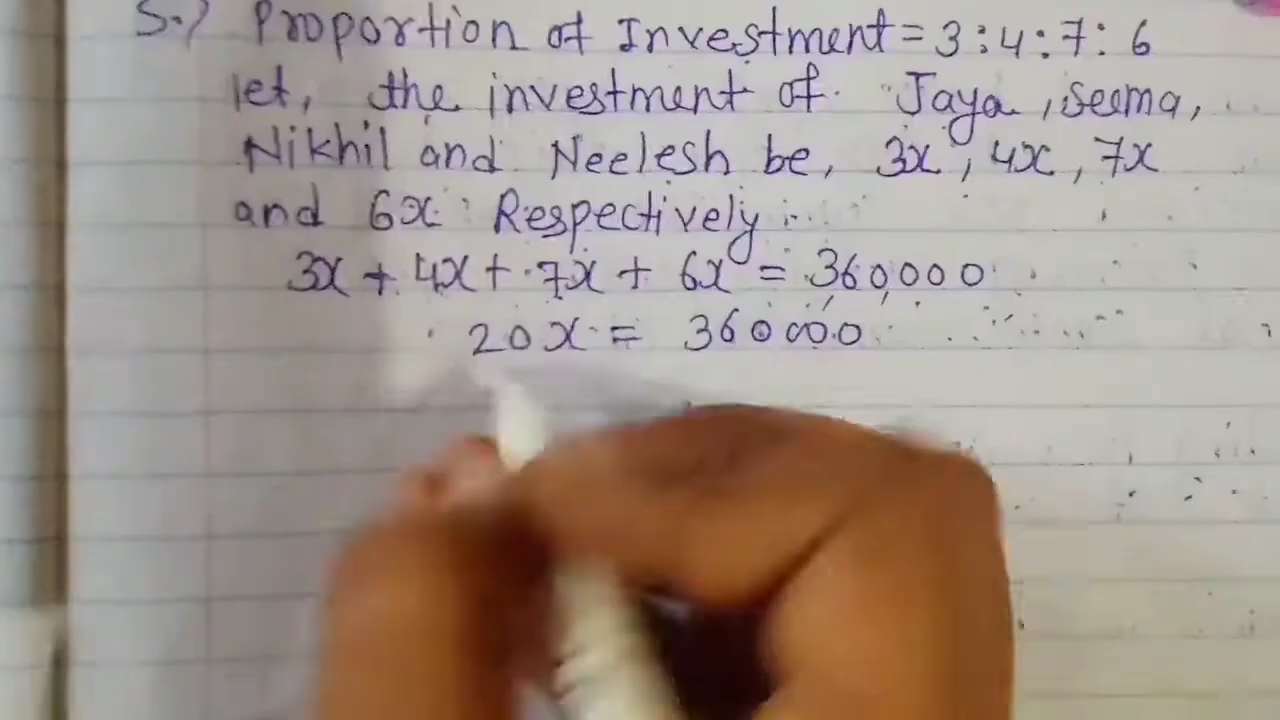 5.) Proportion of Investment = 3:4:7:6
let, the investment of Jaya, Seema,
Nikhil and Neelesh be, 3x, 4x, 7x
and 6x Respectively
3x + 4x + 7x + 6x = 360000
20x = 360000